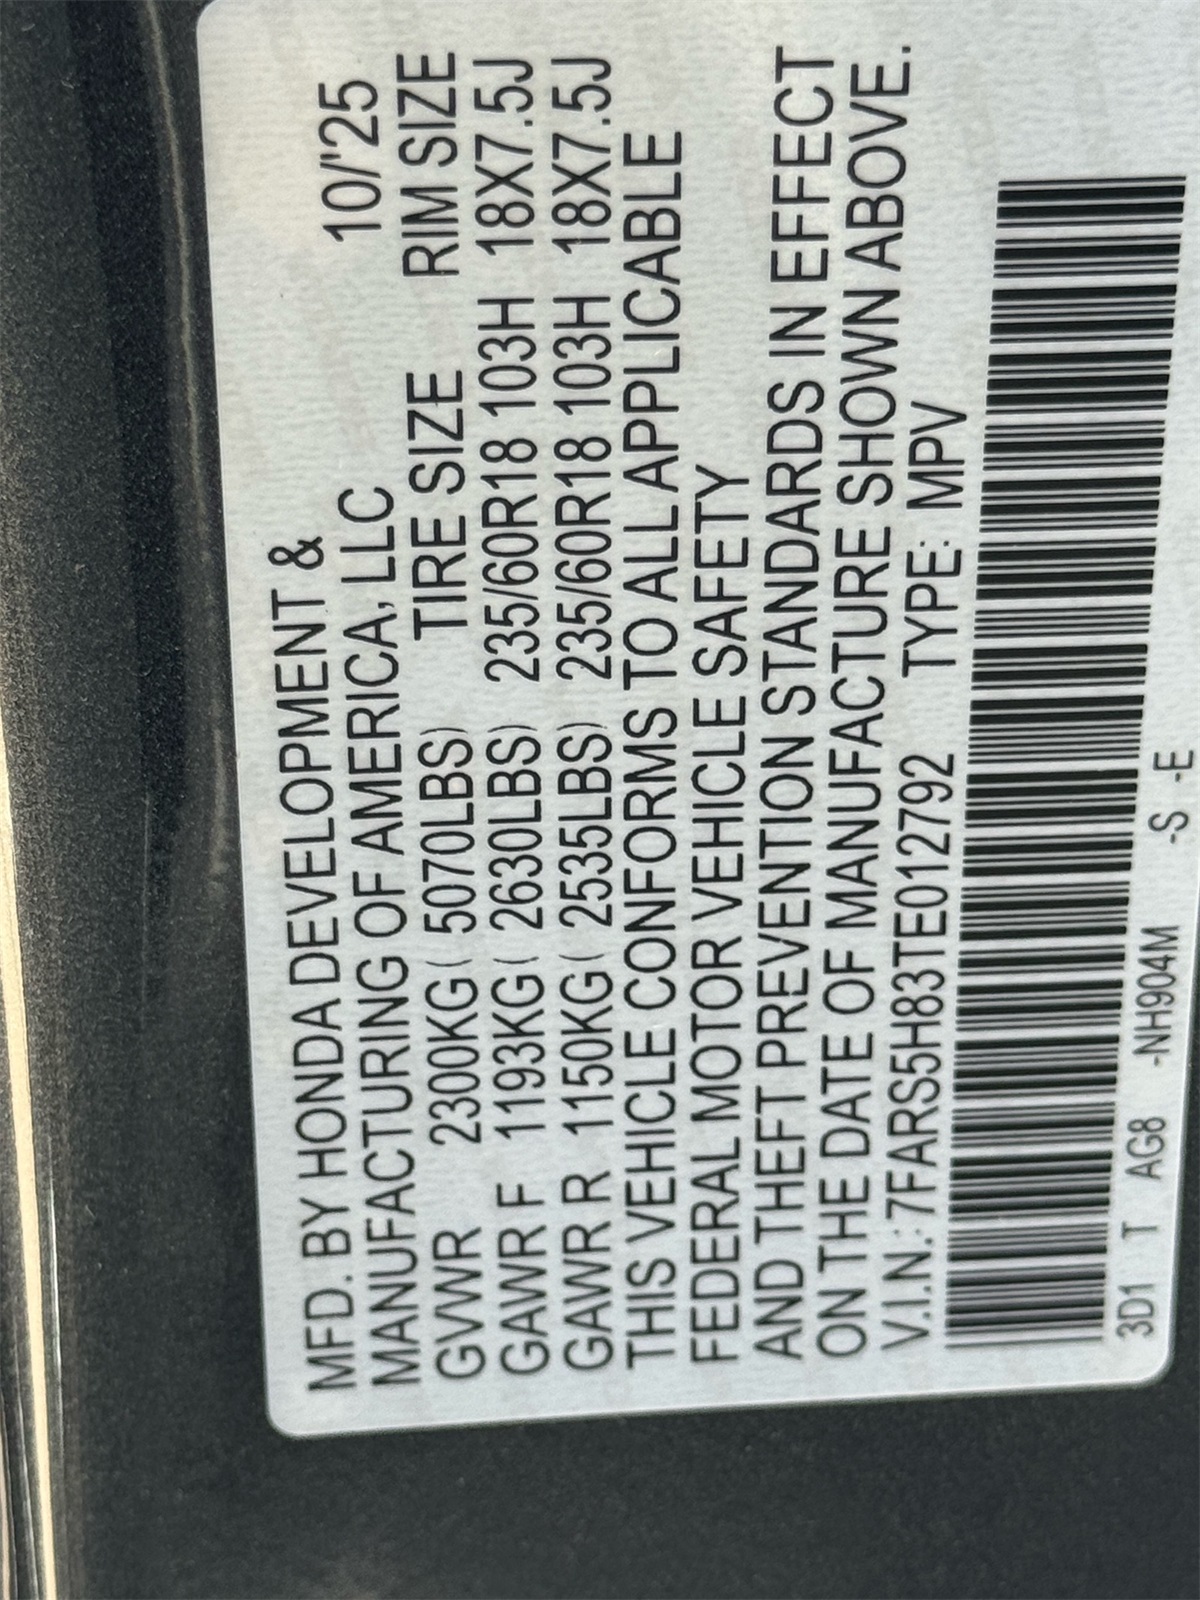 MFD. BY HONDA DEVELOPMENT &
MANUFACTURING OF AMERICA, LLC 10/'25
GVWR 2300KG( 5070LBS) TIRE SIZE RIM SIZE
GAWR F 1193KG( 2630LBS) 235/60R18 103H 18X7.5J
GAWR R 1150KG( 2535LBS) 235/60R18 103H 18X7.5J
THIS VEHICLE CONFORMS TO ALL APPLICABLE
FEDERAL MOTOR VEHICLE SAFETY
AND THEFT PREVENTION STANDARDS IN EFFECT
ON THE DATE OF MANUFACTURE SHOWN ABOVE.
V.I.N.: 7FARS5H83TE012792 TYPE: MPV
3D1 T AG8 -NH904M -S -E